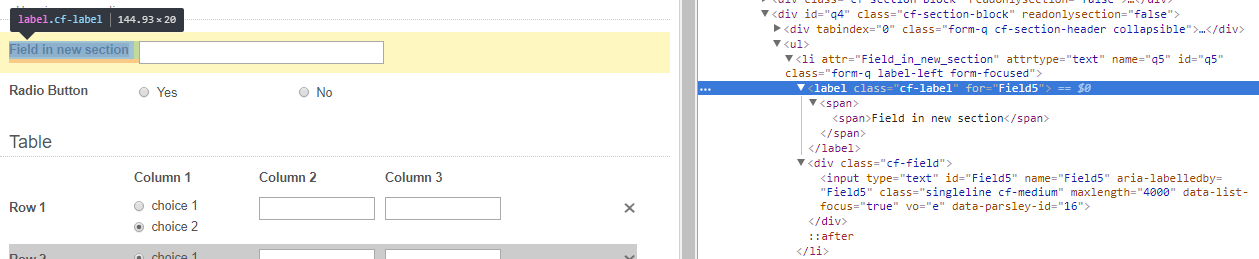 label.cf-label | 144.93 × 20
Field in new section
Radio Button
Yes
No
Table
Column 1
Column 2
Column 3
Row 1
choice 1
choice 2
×
Row 2
choice 1
<div id="q4" class="cf-section-block" readonlysection="false">
▶<div tabindex="0" class="form-q cf-section-header collapsible">…</div>
▼<ul>
▼<li attr="Field_in_new_section" attrtype="text" name="q5" id="q5"
class="form-q label-left form-focused">
… ▼<label class="cf-label" for="Field5"> == $0
▼<span>
<span>Field in new section</span>
</span>
</label>
▼<div class="cf-field">
<input type="text" id="Field5" name="Field5" aria-labelledby=
"Field5" class="singleline cf-medium" maxlength="4000" data-list-
focus="true" vo="e" data-parsley-id="16">
</div>
::after
</li>